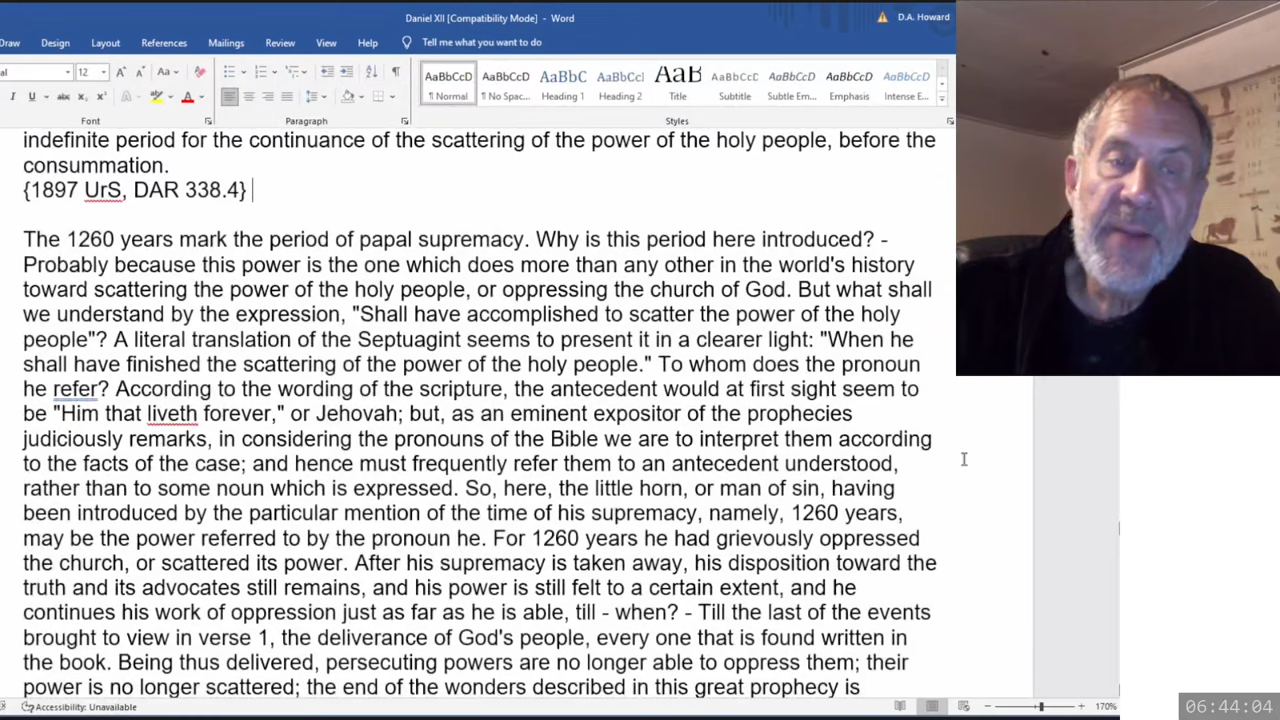 Daniel XII [Compatibility Mode] - Word
D.A. Howard
Draw Design Layout References Mailings Review View Help Tell me what you want to do
al 12 Aa
AaBbCcD AaBbCcD AaBbC AaBbCcl AaB AaBbCcD AaBbCcD AaBbCcD AaBbCcD
¶ Normal ¶ No Spac... Heading 1 Heading 2 Title Subtitle Subtle Em... Emphasis Intense E...
Font Paragraph Styles
indefinite period for the continuance of the scattering of the power of the holy people, before the
consummation.
{1897 UrS, DAR 338.4}
The 1260 years mark the period of papal supremacy. Why is this period here introduced? -
Probably because this power is the one which does more than any other in the world's history
toward scattering the power of the holy people, or oppressing the church of God. But what shall
we understand by the expression, "Shall have accomplished to scatter the power of the holy
people"? A literal translation of the Septuagint seems to present it in a clearer light: "When he
shall have finished the scattering of the power of the holy people." To whom does the pronoun
he refer? According to the wording of the scripture, the antecedent would at first sight seem to
be "Him that liveth forever," or Jehovah; but, as an eminent expositor of the prophecies
judiciously remarks, in considering the pronouns of the Bible we are to interpret them according
to the facts of the case; and hence must frequently refer them to an antecedent understood,
rather than to some noun which is expressed. So, here, the little horn, or man of sin, having
been introduced by the particular mention of the time of his supremacy, namely, 1260 years,
may be the power referred to by the pronoun he. For 1260 years he had grievously oppressed
the church, or scattered its power. After his supremacy is taken away, his disposition toward the
truth and its advocates still remains, and his power is still felt to a certain extent, and he
continues his work of oppression just as far as he is able, till - when? - Till the last of the events
brought to view in verse 1, the deliverance of God's people, every one that is found written in
the book. Being thus delivered, persecuting powers are no longer able to oppress them; their
power is no longer scattered; the end of the wonders described in this great prophecy is
Accessibility: Unavailable
170%
06:44:04